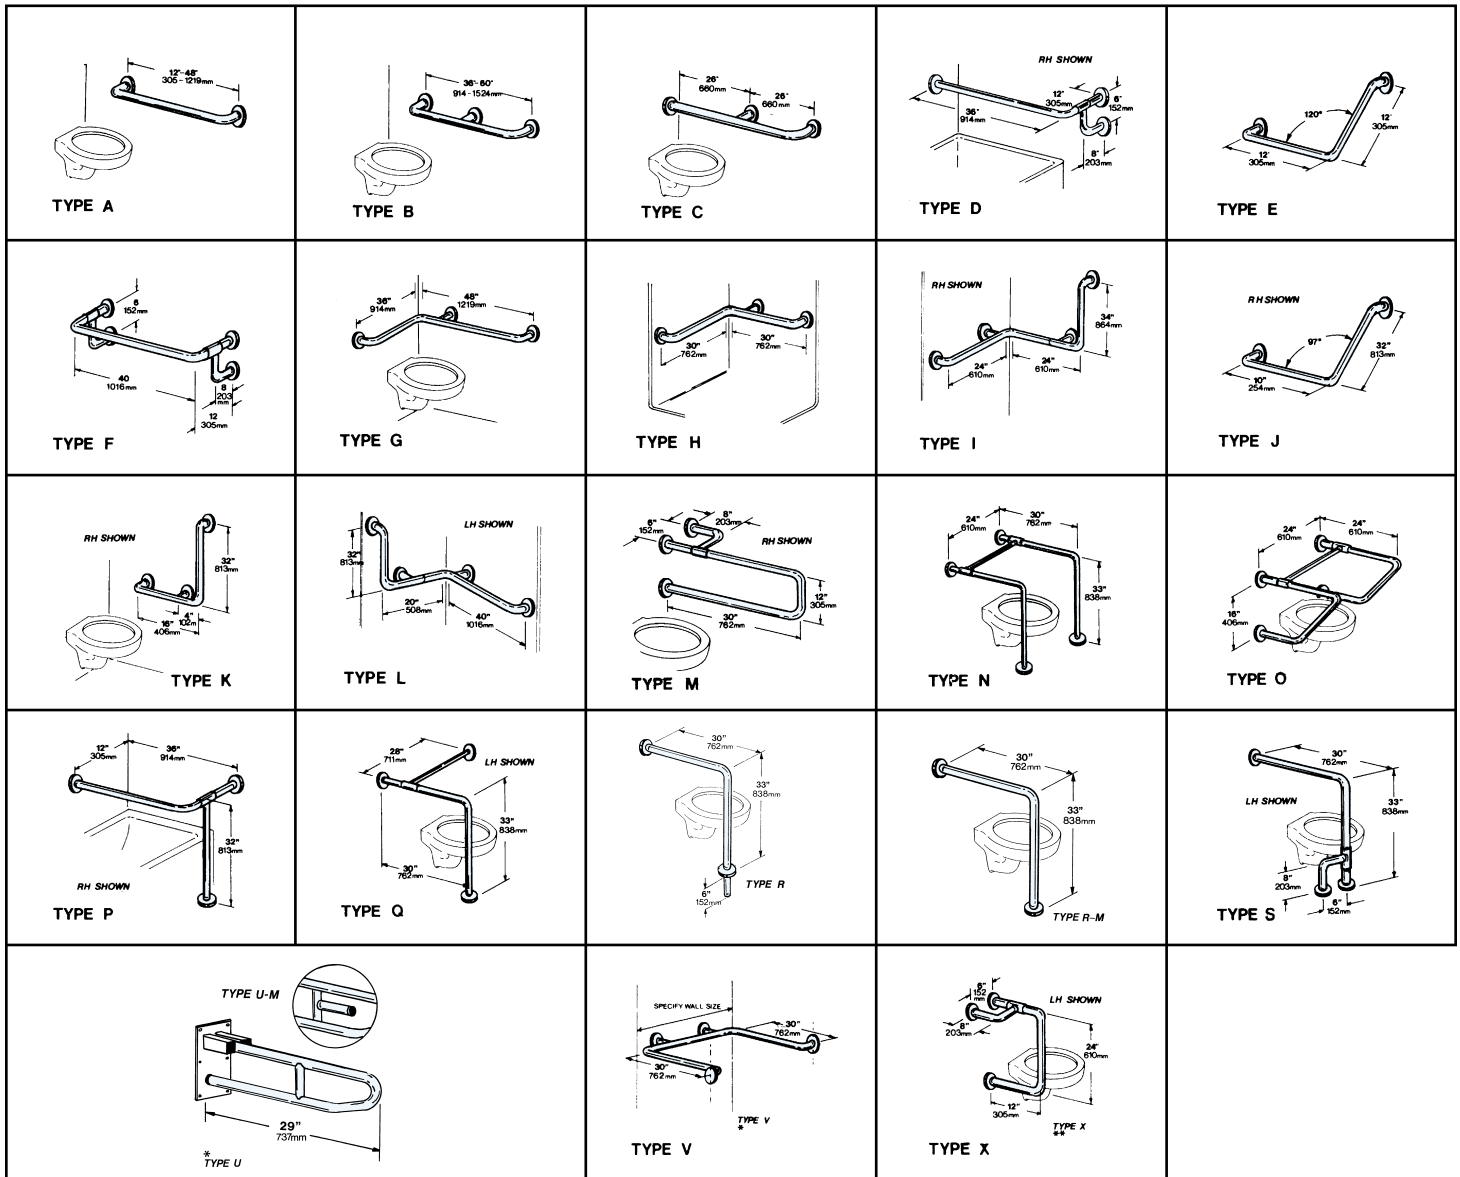 12"-48"
305-1219mm
TYPE A
36"-60"
914-1524mm
TYPE B
26"
660mm
26"
660mm
TYPE C
RH SHOWN
12"
305mm
6"
152mm
36"
914mm
8"
203mm
TYPE D
120°
12"
305mm
12"
305mm
TYPE E
6
152mm
40
1016mm
8
203
mm
12
305mm
TYPE F
36"
914mm
48"
1219mm
TYPE G
30"
762mm
30"
762mm
TYPE H
RH SHOWN
34"
864mm
24"
610mm
24"
610mm
TYPE I
RH SHOWN
97°
32"
813mm
10"
254mm
TYPE J
RH SHOWN
32"
813mm
4"
102m
16"
406mm
TYPE K
LH SHOWN
32"
813mm
20"
508mm
40"
1016mm
TYPE L
8"
203mm
6"
152mm
RH SHOWN
12"
305mm
30"
762mm
TYPE M
24"
610mm
30"
762mm
33"
838mm
TYPE N
24"
610mm
24"
610mm
16"
406mm
TYPE O
12"
305mm
36"
914mm
32"
813mm
RH SHOWN
TYPE P
28"
711mm
LH SHOWN
33"
838mm
30"
762mm
TYPE Q
30"
762mm
33"
838mm
6"
152mm
TYPE R
30"
762mm
33"
838mm
TYPE R-M
30"
762mm
LH SHOWN
33"
838mm
8"
203mm
6"
152mm
TYPE S
TYPE U-M
29"
737mm
*
TYPE U
SPECIFY WALL SIZE
30"
762mm
30"
762mm
TYPE V
*
TYPE V
6"
152
mm
LH SHOWN
8"
203mm
24"
610mm
12"
305mm
TYPE X
**
TYPE X